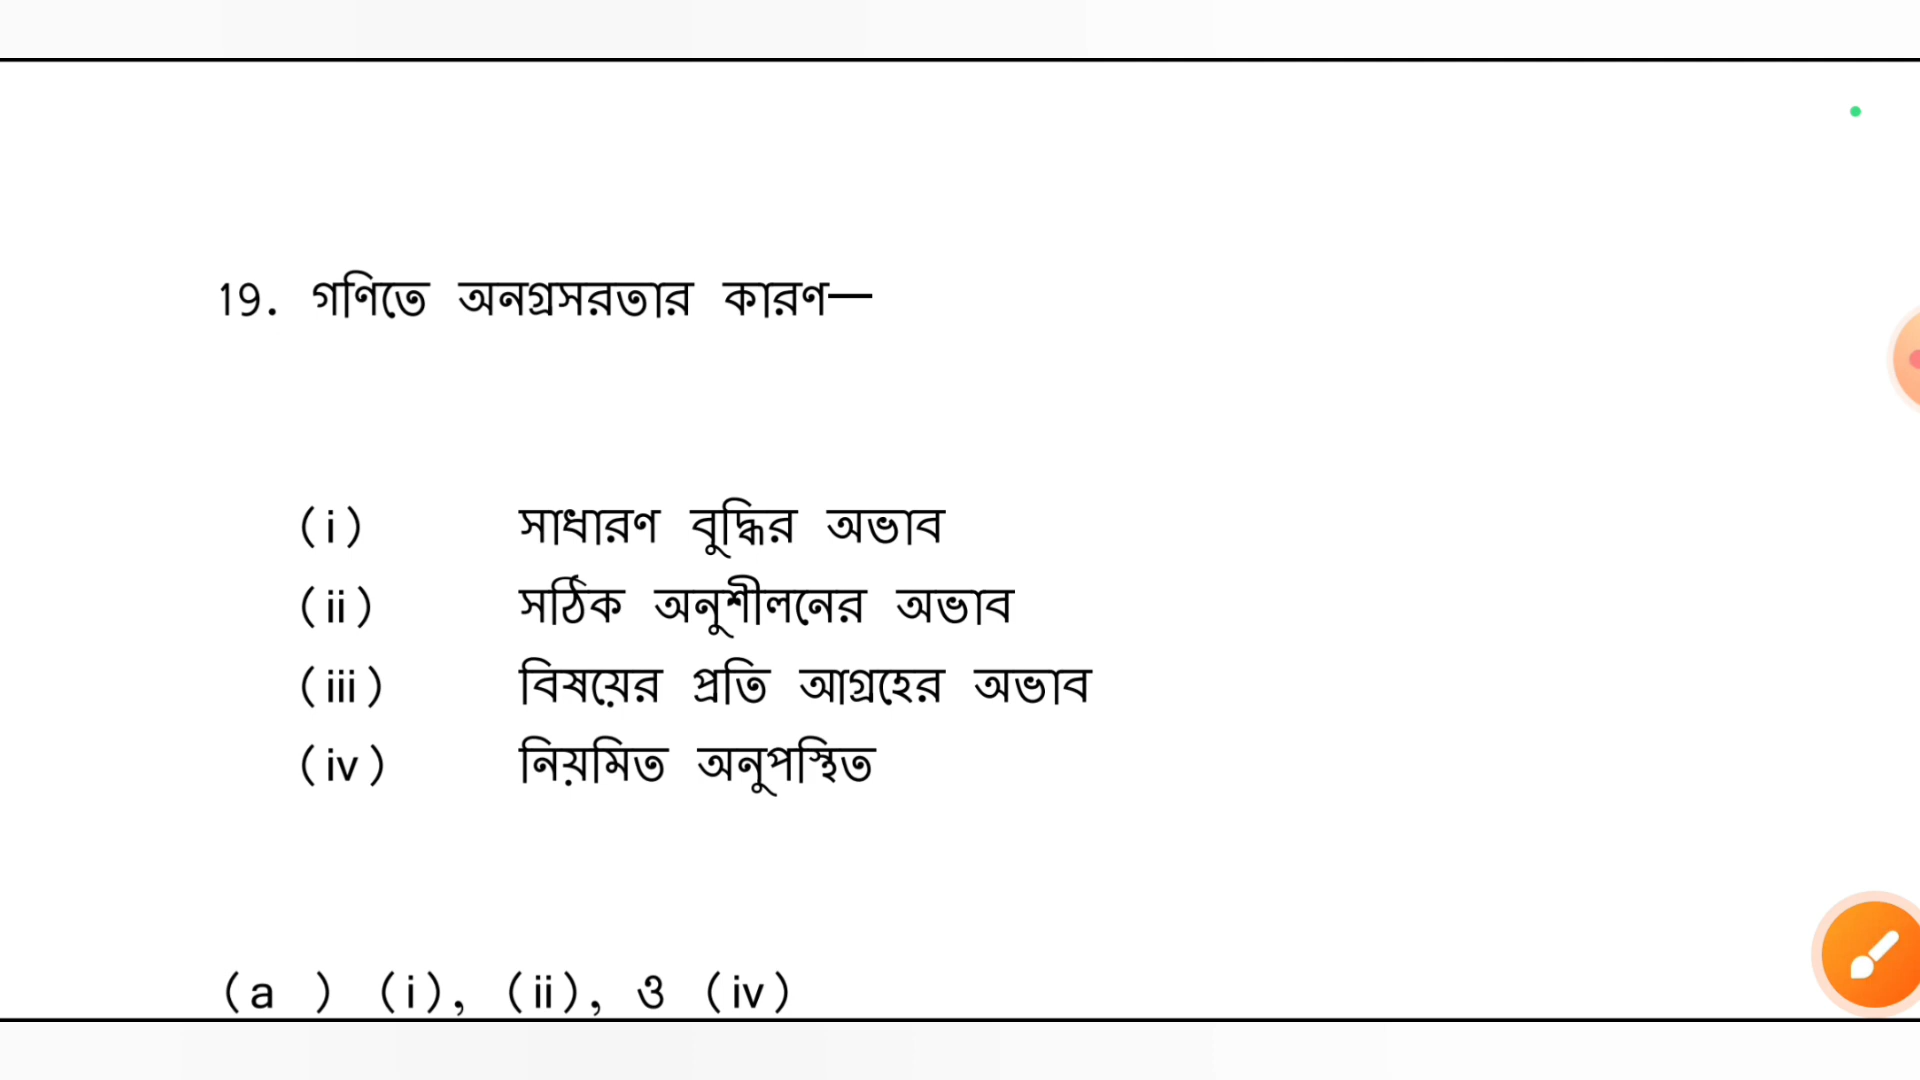 19. গণিতে অনগ্রসরতার কারণ—
(i) সাধারণ বুদ্ধির অভাব
(ii) সঠিক অনুশীলনের অভাব
(iii) বিষয়ের প্রতি আগ্রহের অভাব
(iv) নিয়মিত অনুপস্থিত
(a ) (i), (ii), ও (iv)